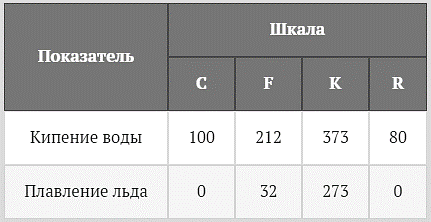 Показатель Шкала
C F K R
Кипение воды 100 212 373 80
Плавление льда 0 32 273 0